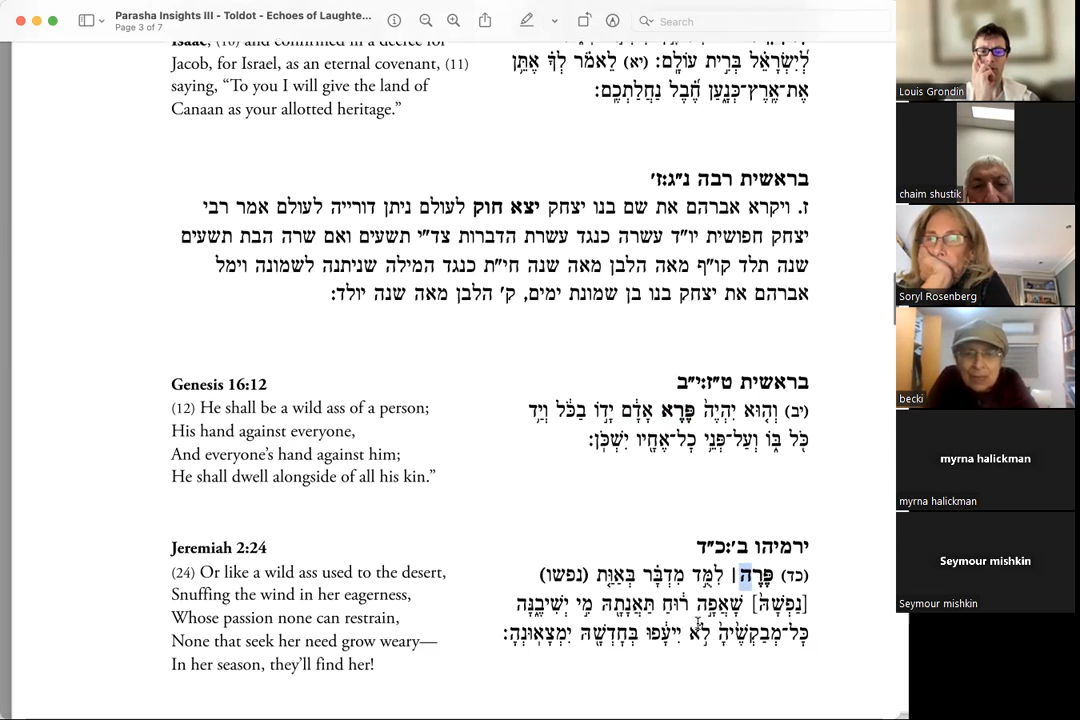 Parasha Insights III - Toldot - Echoes of Laughte...
Page 3 of 7
Search
Isaac, (10) and confirmed in a decree for
Jacob, for Israel, as an eternal covenant, (11)
saying, “To you I will give the land of
Canaan as your allotted heritage.”
לְ֝יִשְׂרָאֵ֗ל בְּרִ֣ית עוֹלָֽם׃ (יא) לֵאמֹ֗ר לְךָ֗ אֶתֵּ֥ן
אֶת־אֶֽרֶץ־כְּנָ֑עַן חֶ֝֗בֶל נַחֲלַתְכֶֽם׃
בראשית רבה נ״ג:ז׳
ז. ויקרא אברהם את שם בנו יצחק יצא חוק לעולם ניתן דורייה לעולם אמר רבי
יצחק חפושית יו״ד עשרה כנגד עשרת הדברות צד״י תשעים ואם שרה הבת תשעים
שנה תלד קו״ף מאה הלבן מאה שנה חי״ת כנגד המילה שניתנה לשמונה וימל
אברהם את יצחק בנו בן שמונת ימים, ק׳ הלבן מאה שנה יולד:
Genesis 16:12
(12) He shall be a wild ass of a person;
His hand against everyone,
And everyone’s hand against him;
He shall dwell alongside of all his kin.”
בראשית ט״ז:י״ב
(יב) וְה֤וּא יִהְיֶה֙ פֶּ֣רֶא אָדָ֔ם יָד֣וֹ בַכֹּ֔ל וְיַ֥ד
כֹּ֖ל בּ֑וֹ וְעַל־פְּנֵ֥י כׇל־אֶחָ֖יו יִשְׁכֹּֽן׃
Jeremiah 2:24
(24) Or like a wild ass used to the desert,
Snuffing the wind in her eagerness,
Whose passion none can restrain,
None that seek her need grow weary—
In her season, they’ll find her!
ירמיהו ב׳:כ״ד
(כד) פֶּ֣רֶה ׀ לִמֻּ֣ד מִדְבָּ֗ר בְּאַוַּ֤ת (נפשו)
[נַפְשָׁהּ֙] שָׁאֲפָ֣ה ר֔וּחַ תַּאֲנָתָ֖הּ מִ֣י יְשִׁיבֶ֑נָּה
כׇּל־מְבַקְשֶׁ֙יהָ֙ לֹ֣א יִיעָ֔פוּ בְּחׇדְשָׁ֖הּ יִמְצָאֽוּנְהָ׃
Louis Grondin
chaim shustik
Soryl Rosenberg
becki
myrna halickman
myrna halickman
Seymour mishkin
Seymour mishkin